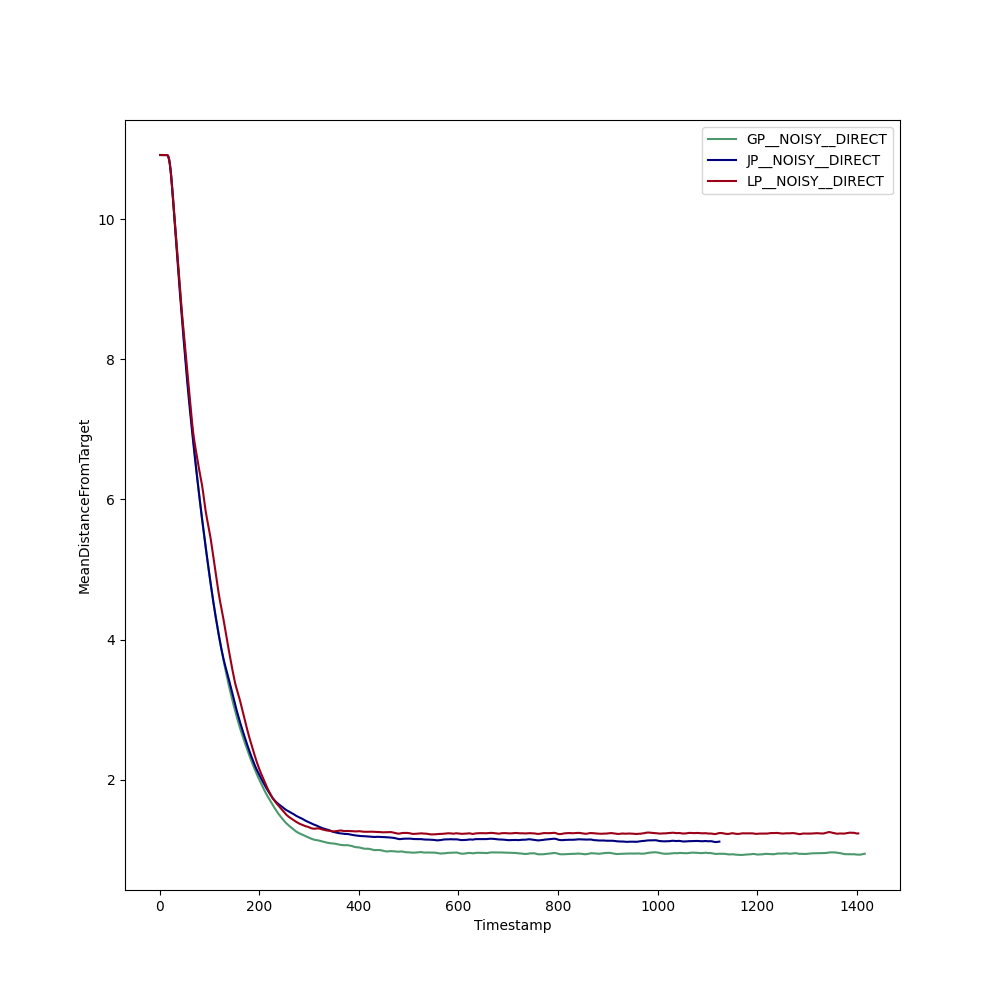 GP__NOISY__DIRECT
JP__NOISY__DIRECT
LP__NOISY__DIRECT
10
8
6
4
2
MeanDistanceFromTarget
0 200 400 600 800 1000 1200 1400
Timestamp